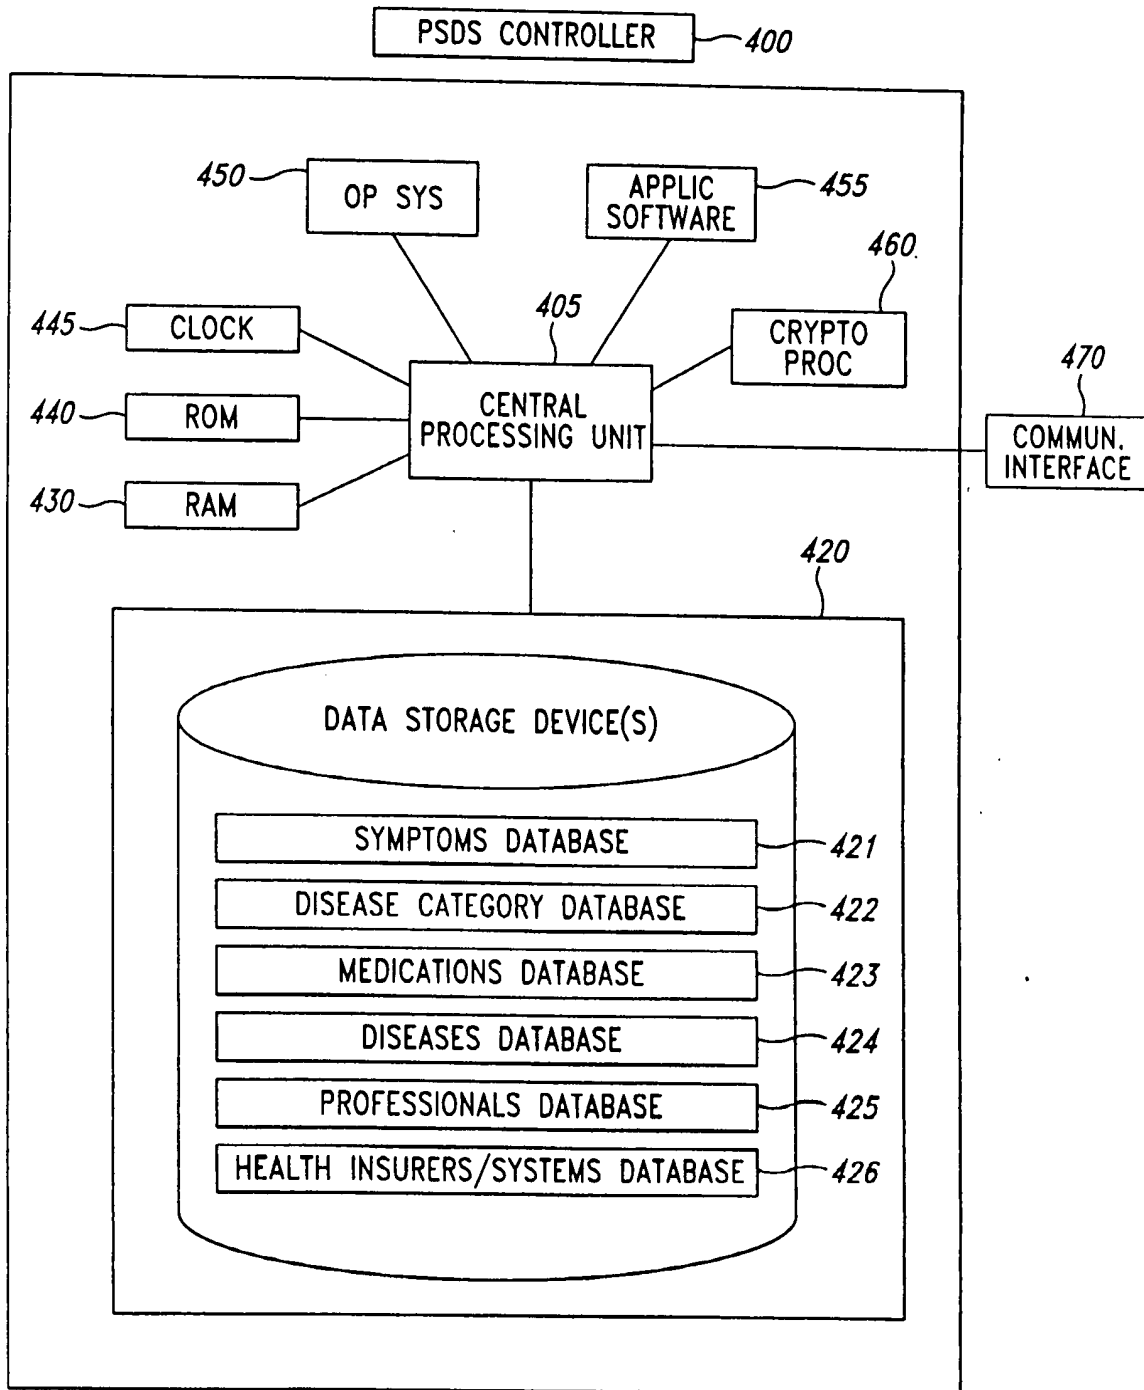 PSDS CONTROLLER
400
450
OP SYS
APPLIC
SOFTWARE
455
460
445
CLOCK
405
CRYPTO
PROC
440
ROM
CENTRAL
PROCESSING UNIT
470
COMMUN.
INTERFACE
430
RAM
420
DATA STORAGE DEVICE(S)
SYMPTOMS DATABASE
421
DISEASE CATEGORY DATABASE
422
MEDICATIONS DATABASE
423
DISEASES DATABASE
424
PROFESSIONALS DATABASE
425
HEALTH INSURERS/SYSTEMS DATABASE
426